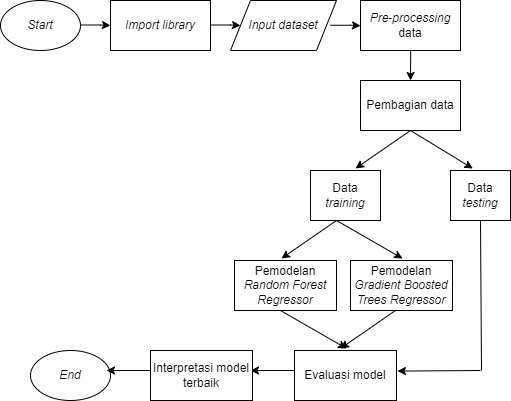 Start
Import library
Input dataset
Pre-processing
data
Pembagian data
Data
training
Data
testing
Pemodelan
Random Forest
Regressor
Pemodelan
Gradient Boosted
Trees Regressor
End
Interpretasi model
terbaik
Evaluasi model